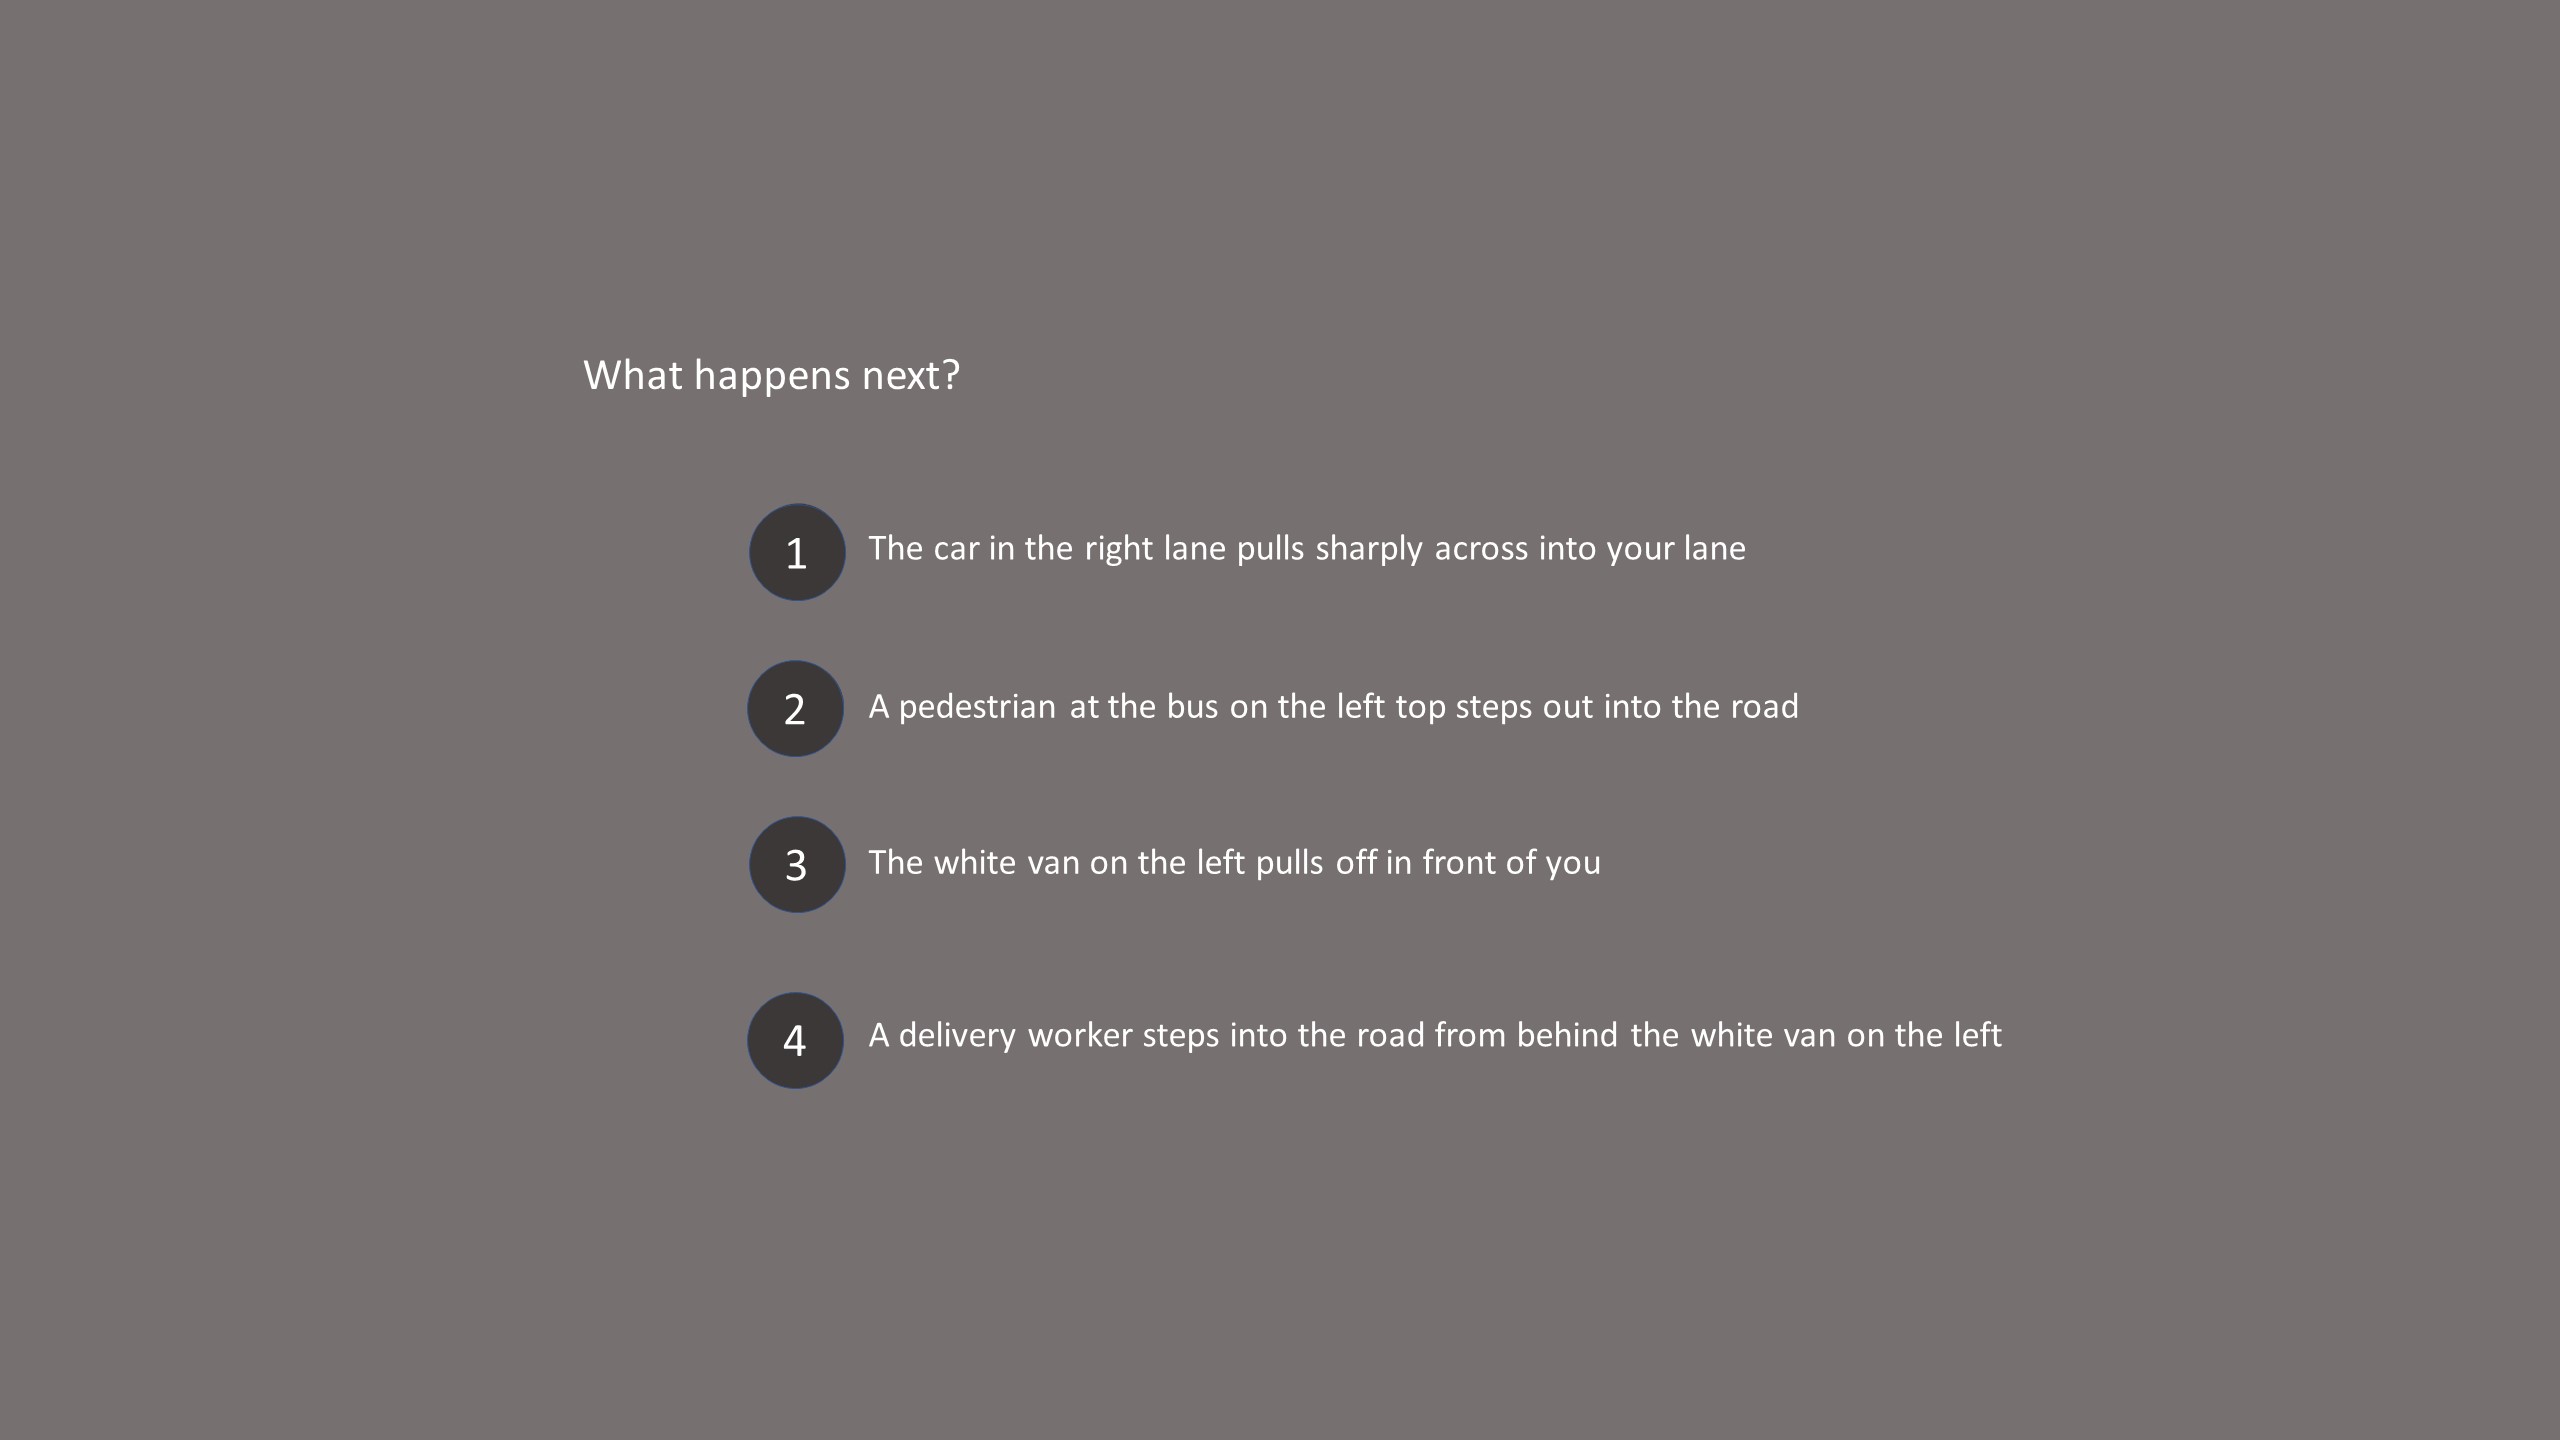 What happens next?
1 The car in the right lane pulls sharply across into your lane
2 A pedestrian at the bus on the left top steps out into the road
3 The white van on the left pulls off in front of you
4 A delivery worker steps into the road from behind the white van on the left